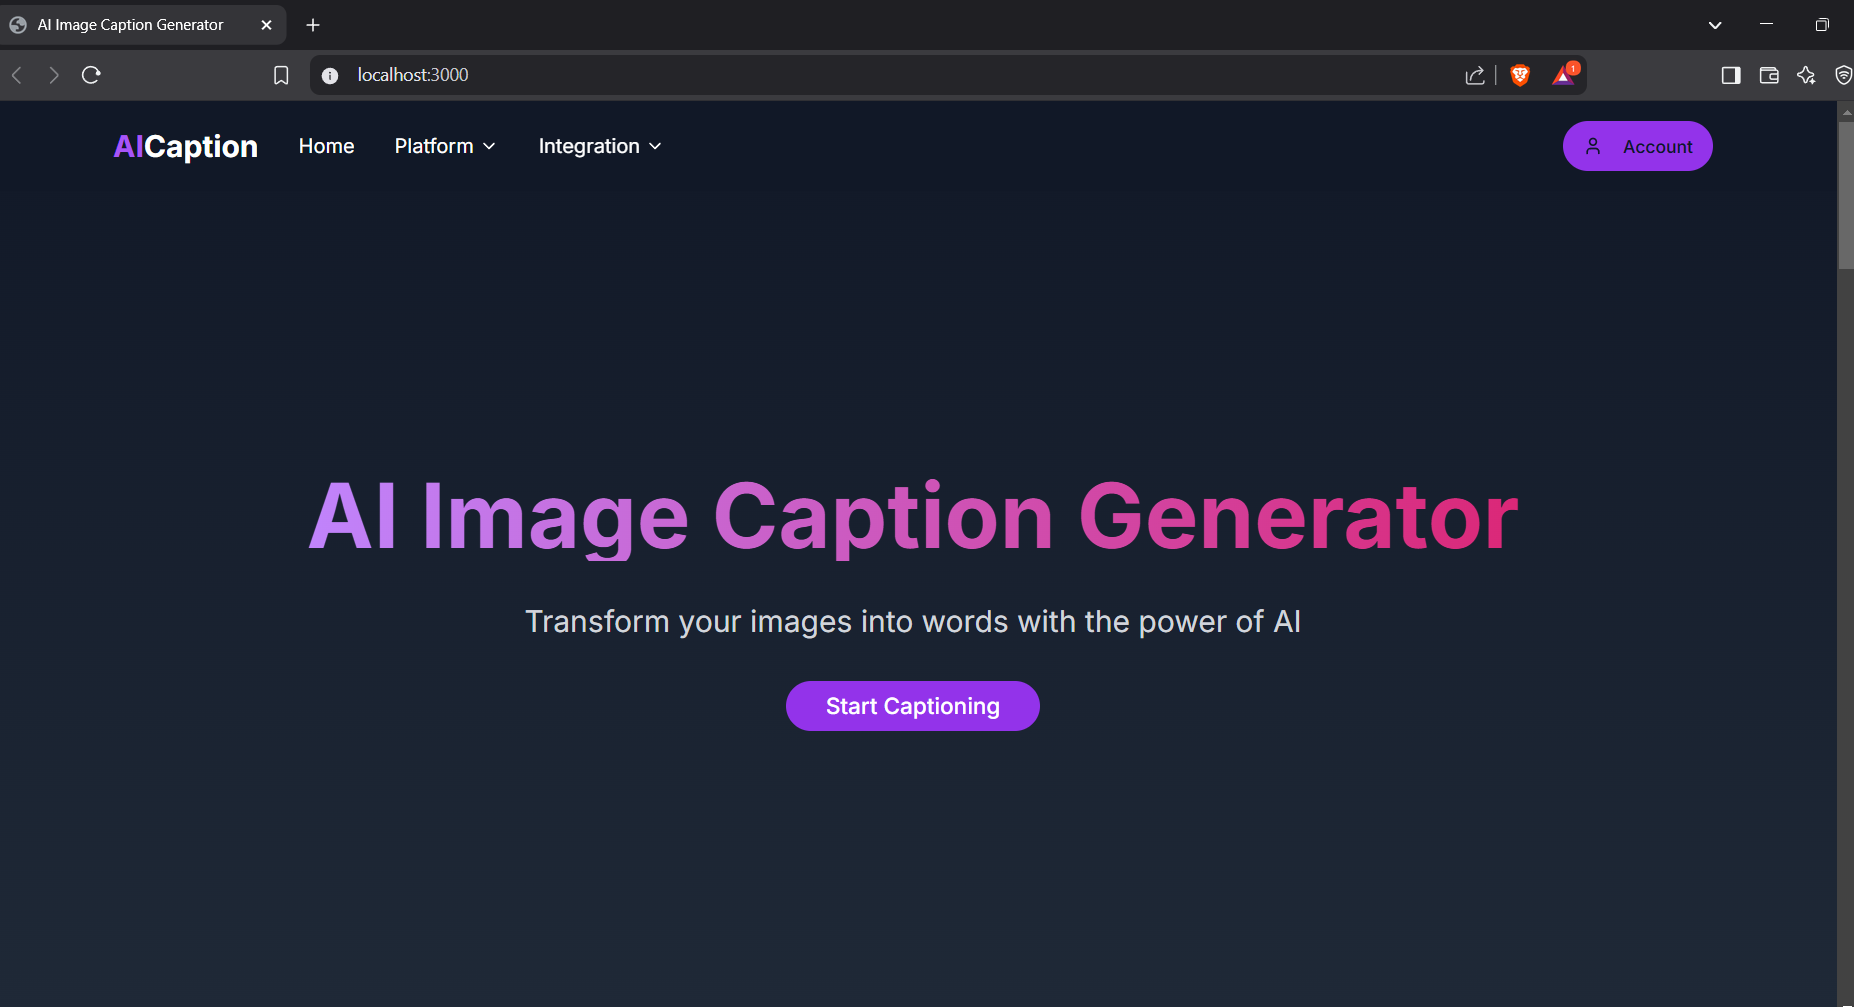 AI Image Caption Generator
localhost:3000
1
AICaption Home Platform Integration Account
AI Image Caption Generator
Transform your images into words with the power of AI
Start Captioning